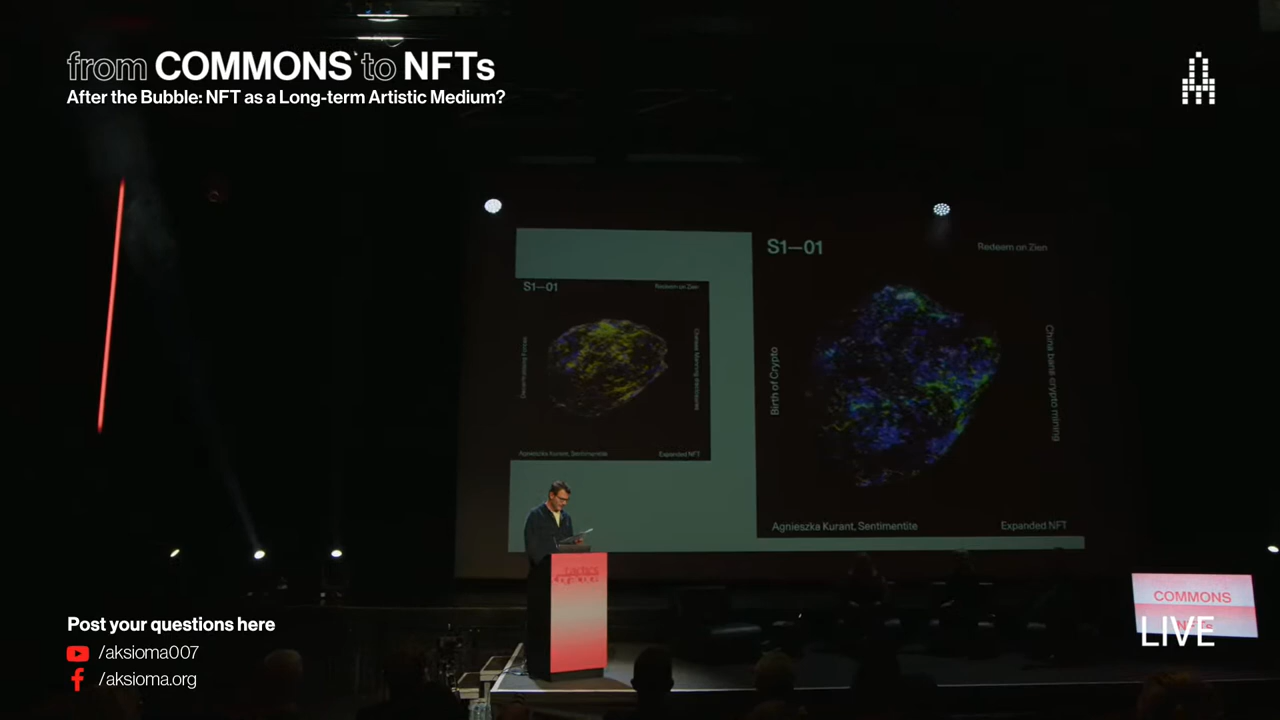 from COMMONS to NFTs
After the Bubble: NFT as a Long-term Artistic Medium?
S1—01
Redeem on Zien
S1—01
Redeem on Zien
Birth of Crypto
China bans crypto mining
Agnieszka Kurant, Sentimentite
Expanded NFT
Agnieszka Kurant, Sentimentite
Expanded NFT
tactics
COMMONS
NFTs
LIVE
Post your questions here
/aksioma007
/aksioma.org